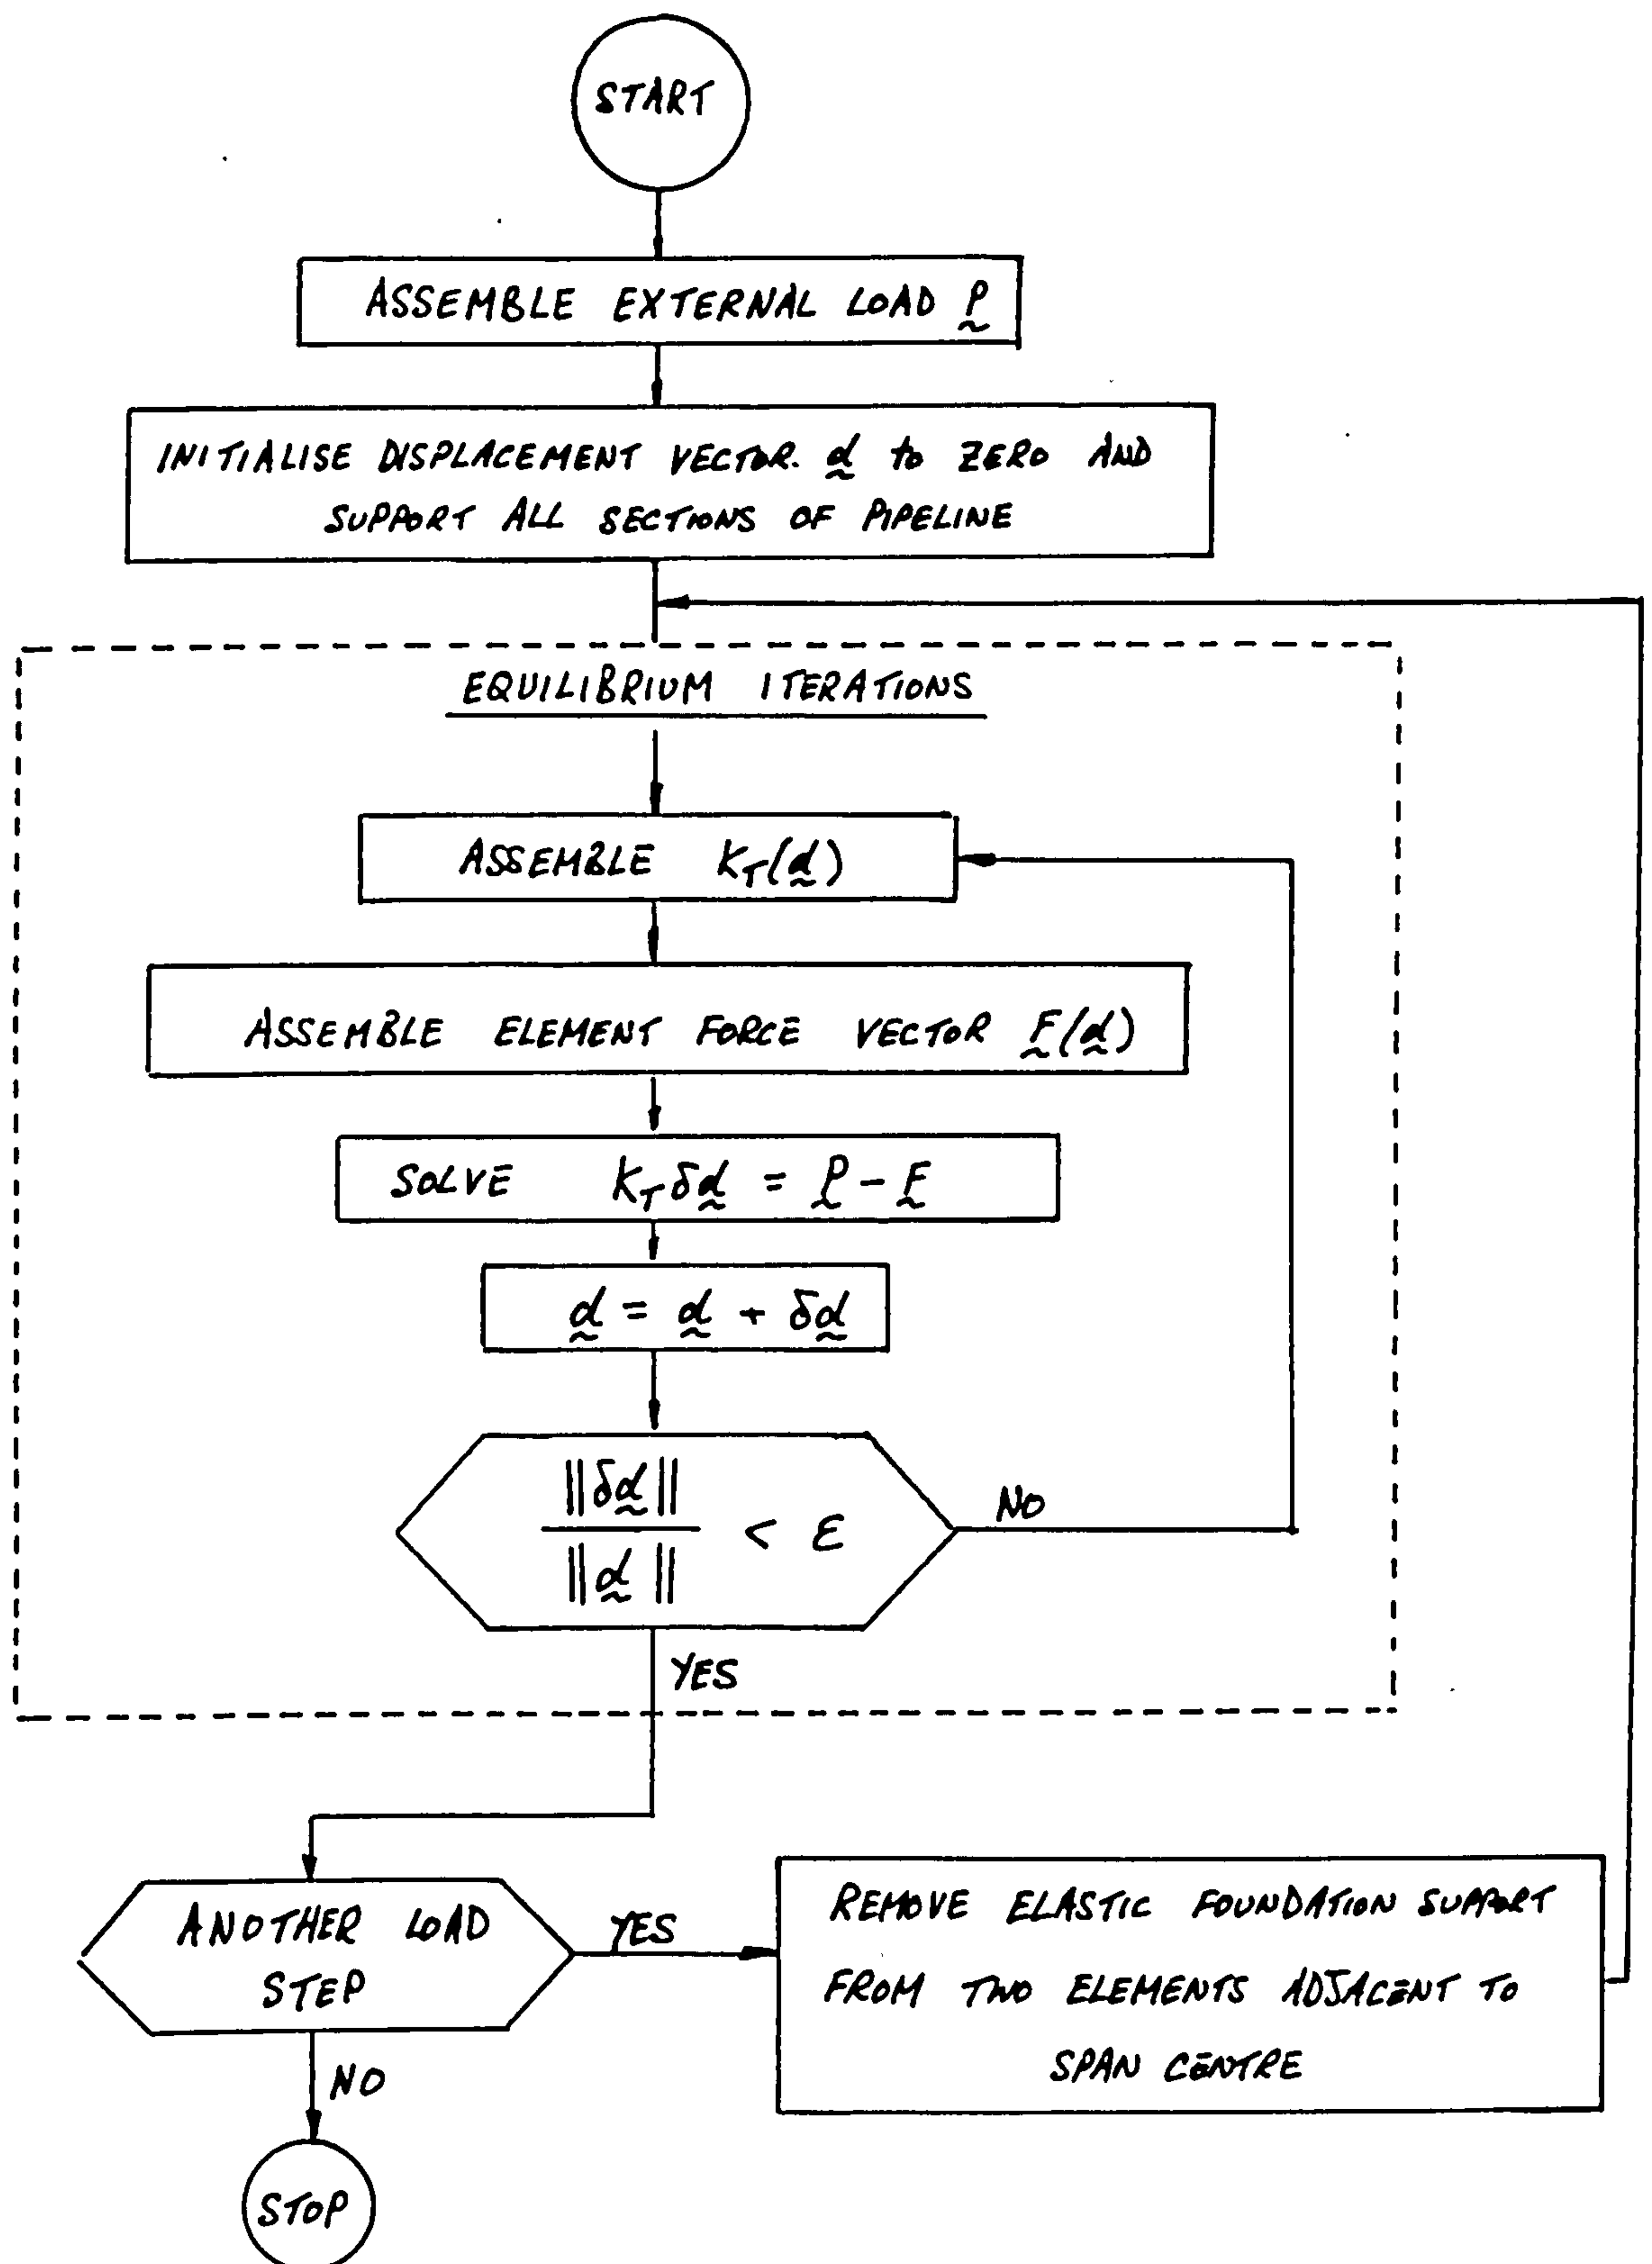 START
ASSEMBLE EXTERNAL LOAD P̰
INITIALISE DISPLACEMENT VECTOR. d̰ to ZERO AND
SUPPORT ALL SECTIONS OF PIPELINE
EQUILIBRIUM ITERATIONS
ASSEMBLE K_T(d̰)
ASSEMBLE ELEMENT FORCE VECTOR F̰(d̰)
SOLVE K_T δd̰ = P̰ - F̰
d̰ = d̰ + δd̰
||δd̰||
< ε
||d̰||
NO
YES
ANOTHER LOAD
STEP
YES
REMOVE ELASTIC FOUNDATION SUPPORT
FROM TWO ELEMENTS ADJACENT TO
SPAN CENTRE
NO
STOP